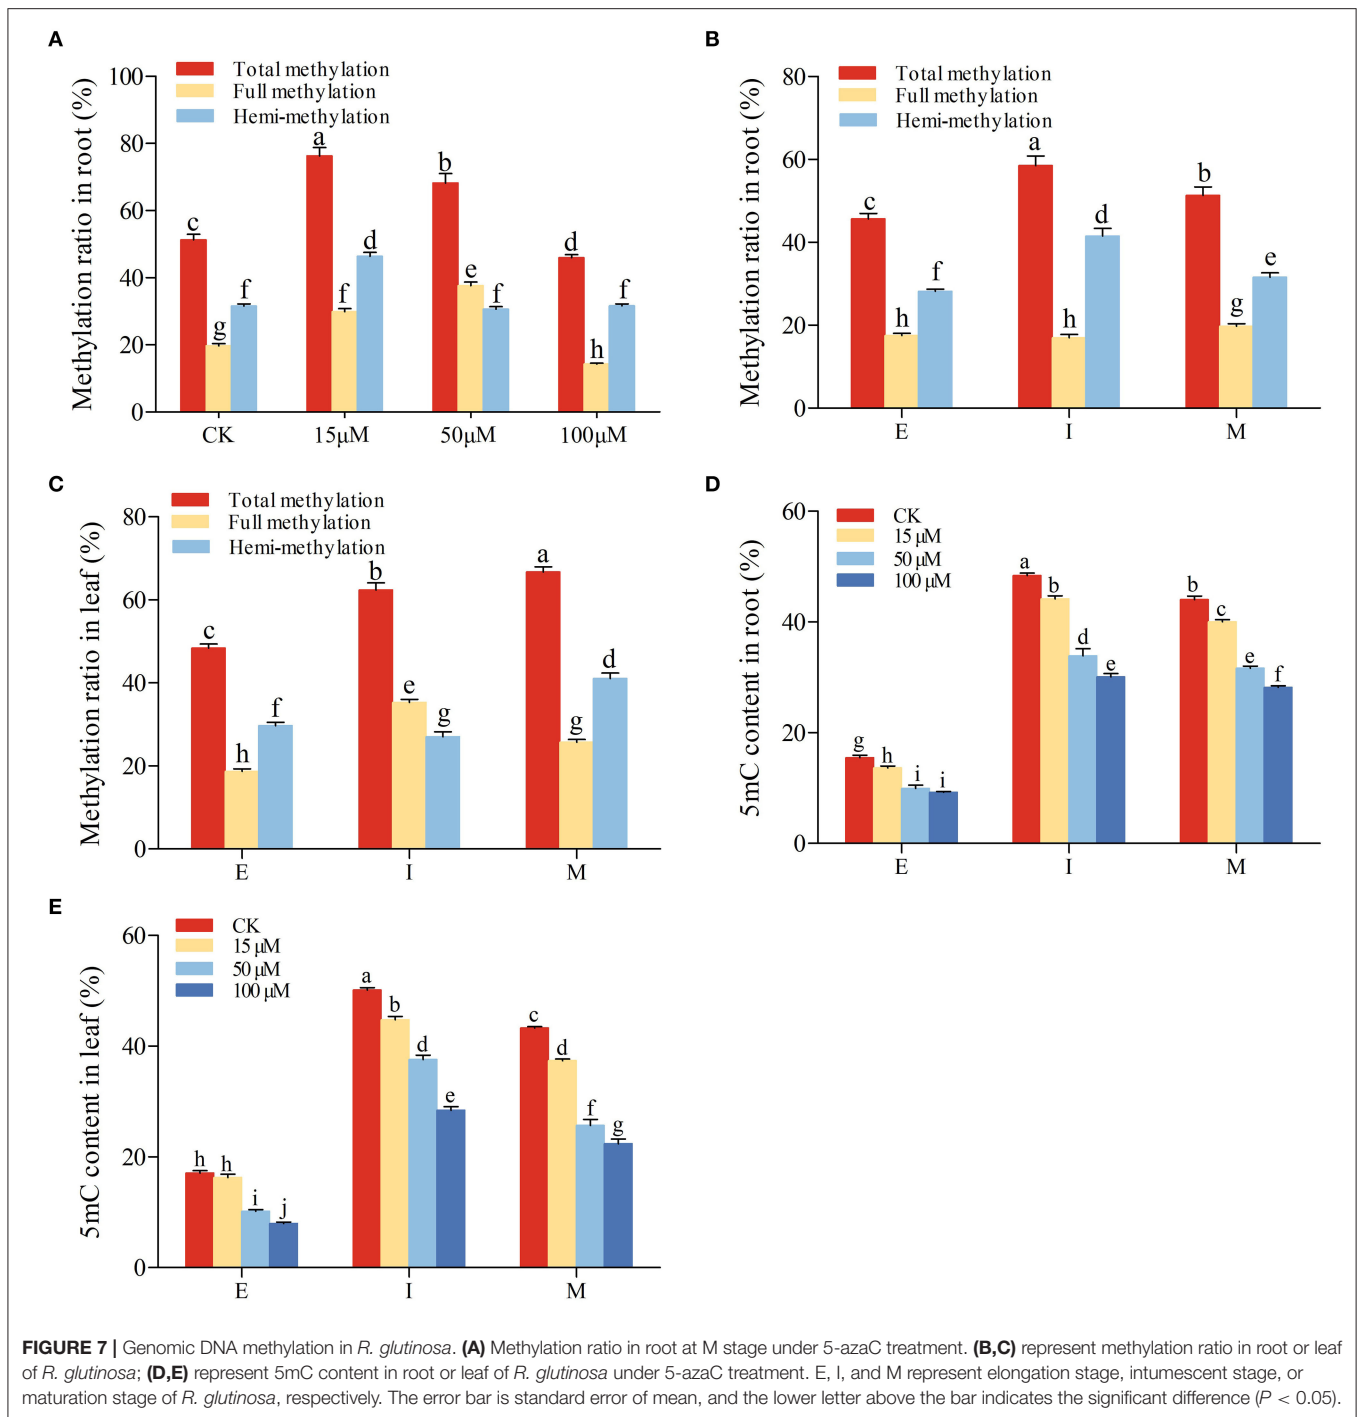 A
Methylation ratio in root (%)
Total methylation
Full methylation
Hemi-methylation
100
80
60
40
20
0
c
g
f
a
f
d
b
e
f
d
h
f
CK 15μM 50μM 100μM
B
Methylation ratio in root (%)
Total methylation
Full methylation
Hemi-methylation
80
60
40
20
0
c
h
f
a
h
d
b
g
e
E I M
C
Methylation ratio in leaf (%)
Total methylation
Full methylation
Hemi-methylation
80
60
40
20
0
c
h
f
b
e
g
a
g
d
E I M
D
5mC content in root (%)
CK
15 μM
50 μM
100 μM
60
40
20
0
g
h
i
i
a
b
d
e
b
c
e
f
E I M
E
5mC content in leaf (%)
CK
15 μM
50 μM
100 μM
60
40
20
0
h
h
i
j
a
b
d
e
c
d
f
g
E I M
FIGURE 7 | Genomic DNA methylation in R. glutinosa. (A) Methylation ratio in root at M stage under 5-azaC treatment. (B,C) represent methylation ratio in root or leaf
of R. glutinosa; (D,E) represent 5mC content in root or leaf of R. glutinosa under 5-azaC treatment. E, I, and M represent elongation stage, intumescent stage, or
maturation stage of R. glutinosa, respectively. The error bar is standard error of mean, and the lower letter above the bar indicates the significant difference (P < 0.05).